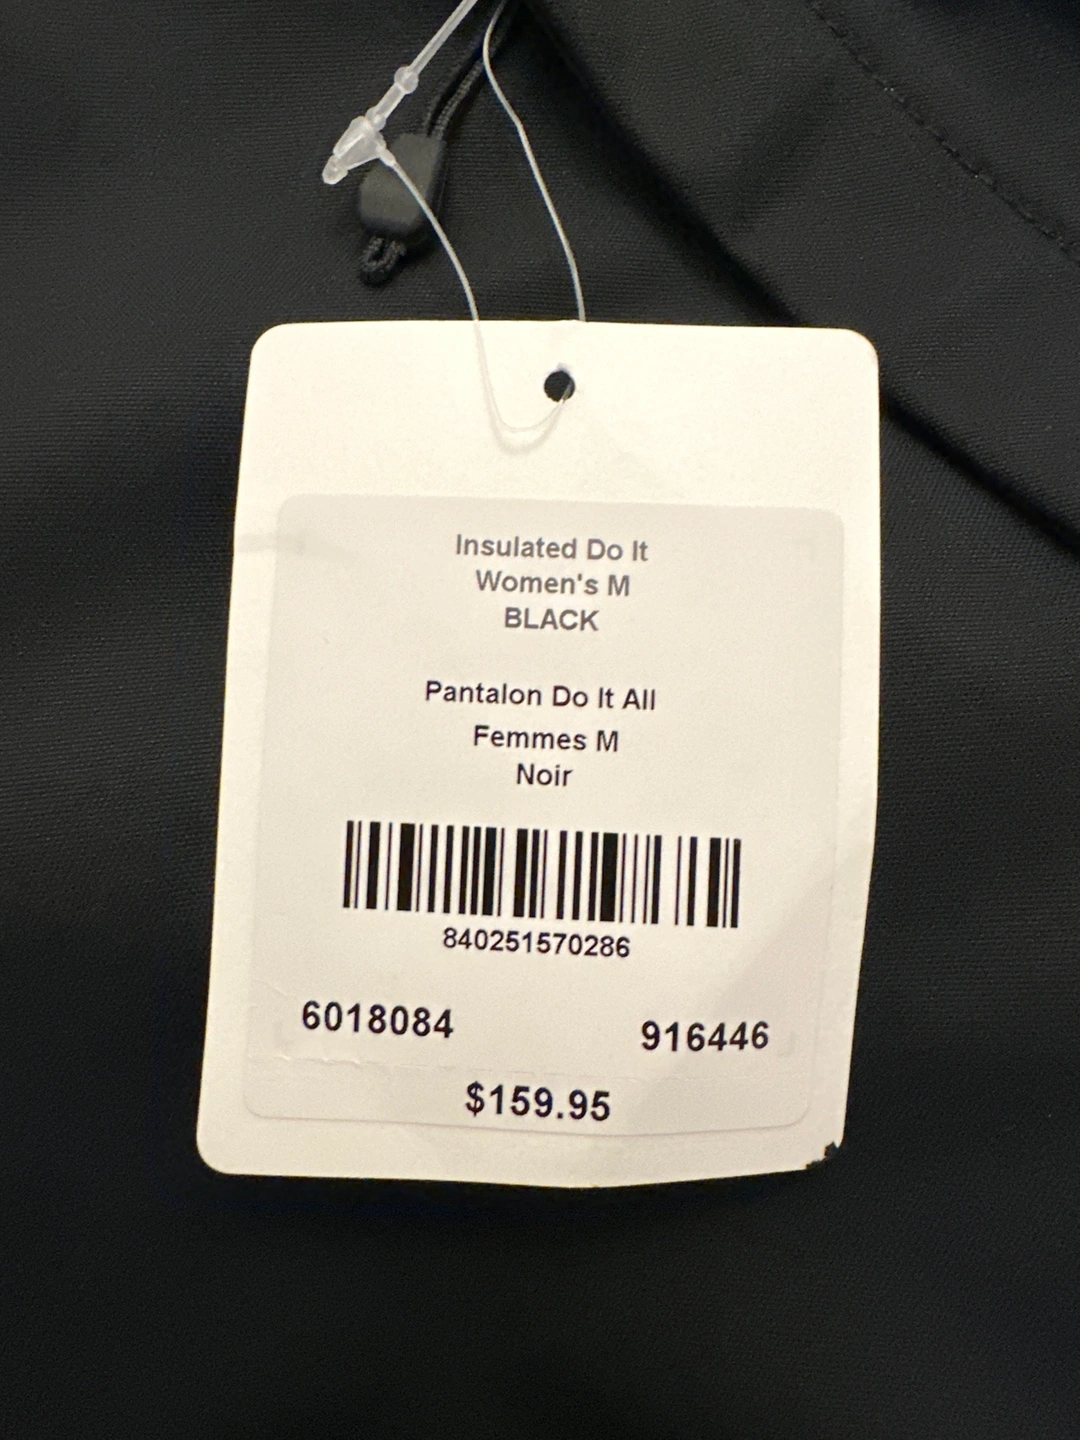 Insulated Do It
Women's M
BLACK
Pantalon Do It All
Femmes M
Noir
840251570286
6018084 916446
$159.95